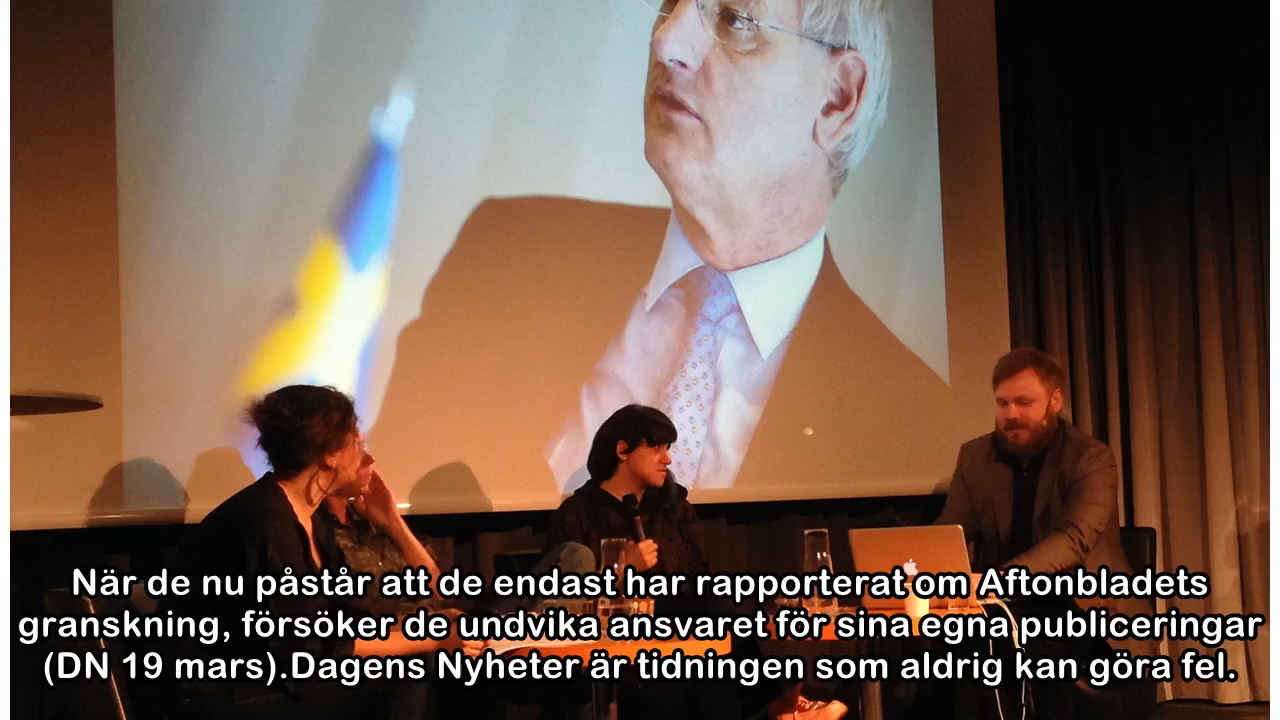 När de nu påstår att de endast har rapporterat om Aftonbladets
granskning, försöker de undvika ansvaret för sina egna publiceringar
(DN 19 mars).Dagens Nyheter är tidningen som aldrig kan göra fel.